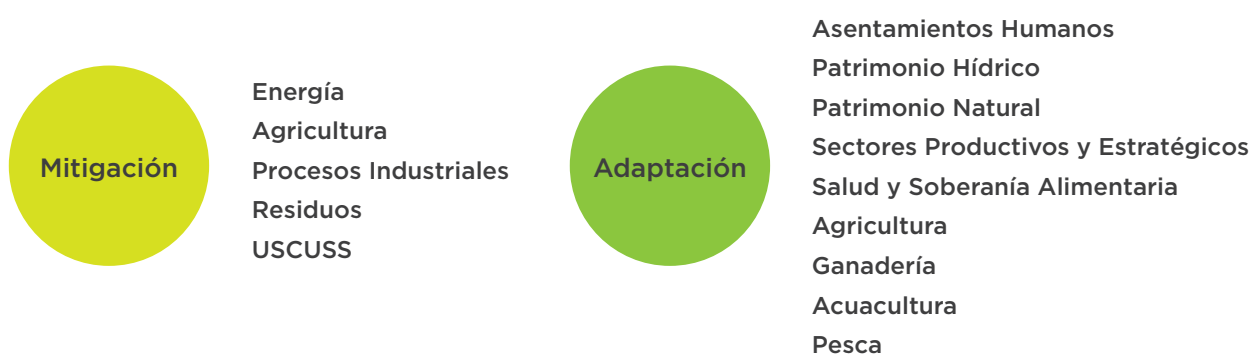 Mitigación
Energía
Agricultura
Procesos Industriales
Residuos
USCUSS
Adaptación
Asentamientos Humanos
Patrimonio Hídrico
Patrimonio Natural
Sectores Productivos y Estratégicos
Salud y Soberanía Alimentaria
Agricultura
Ganadería
Acuacultura
Pesca